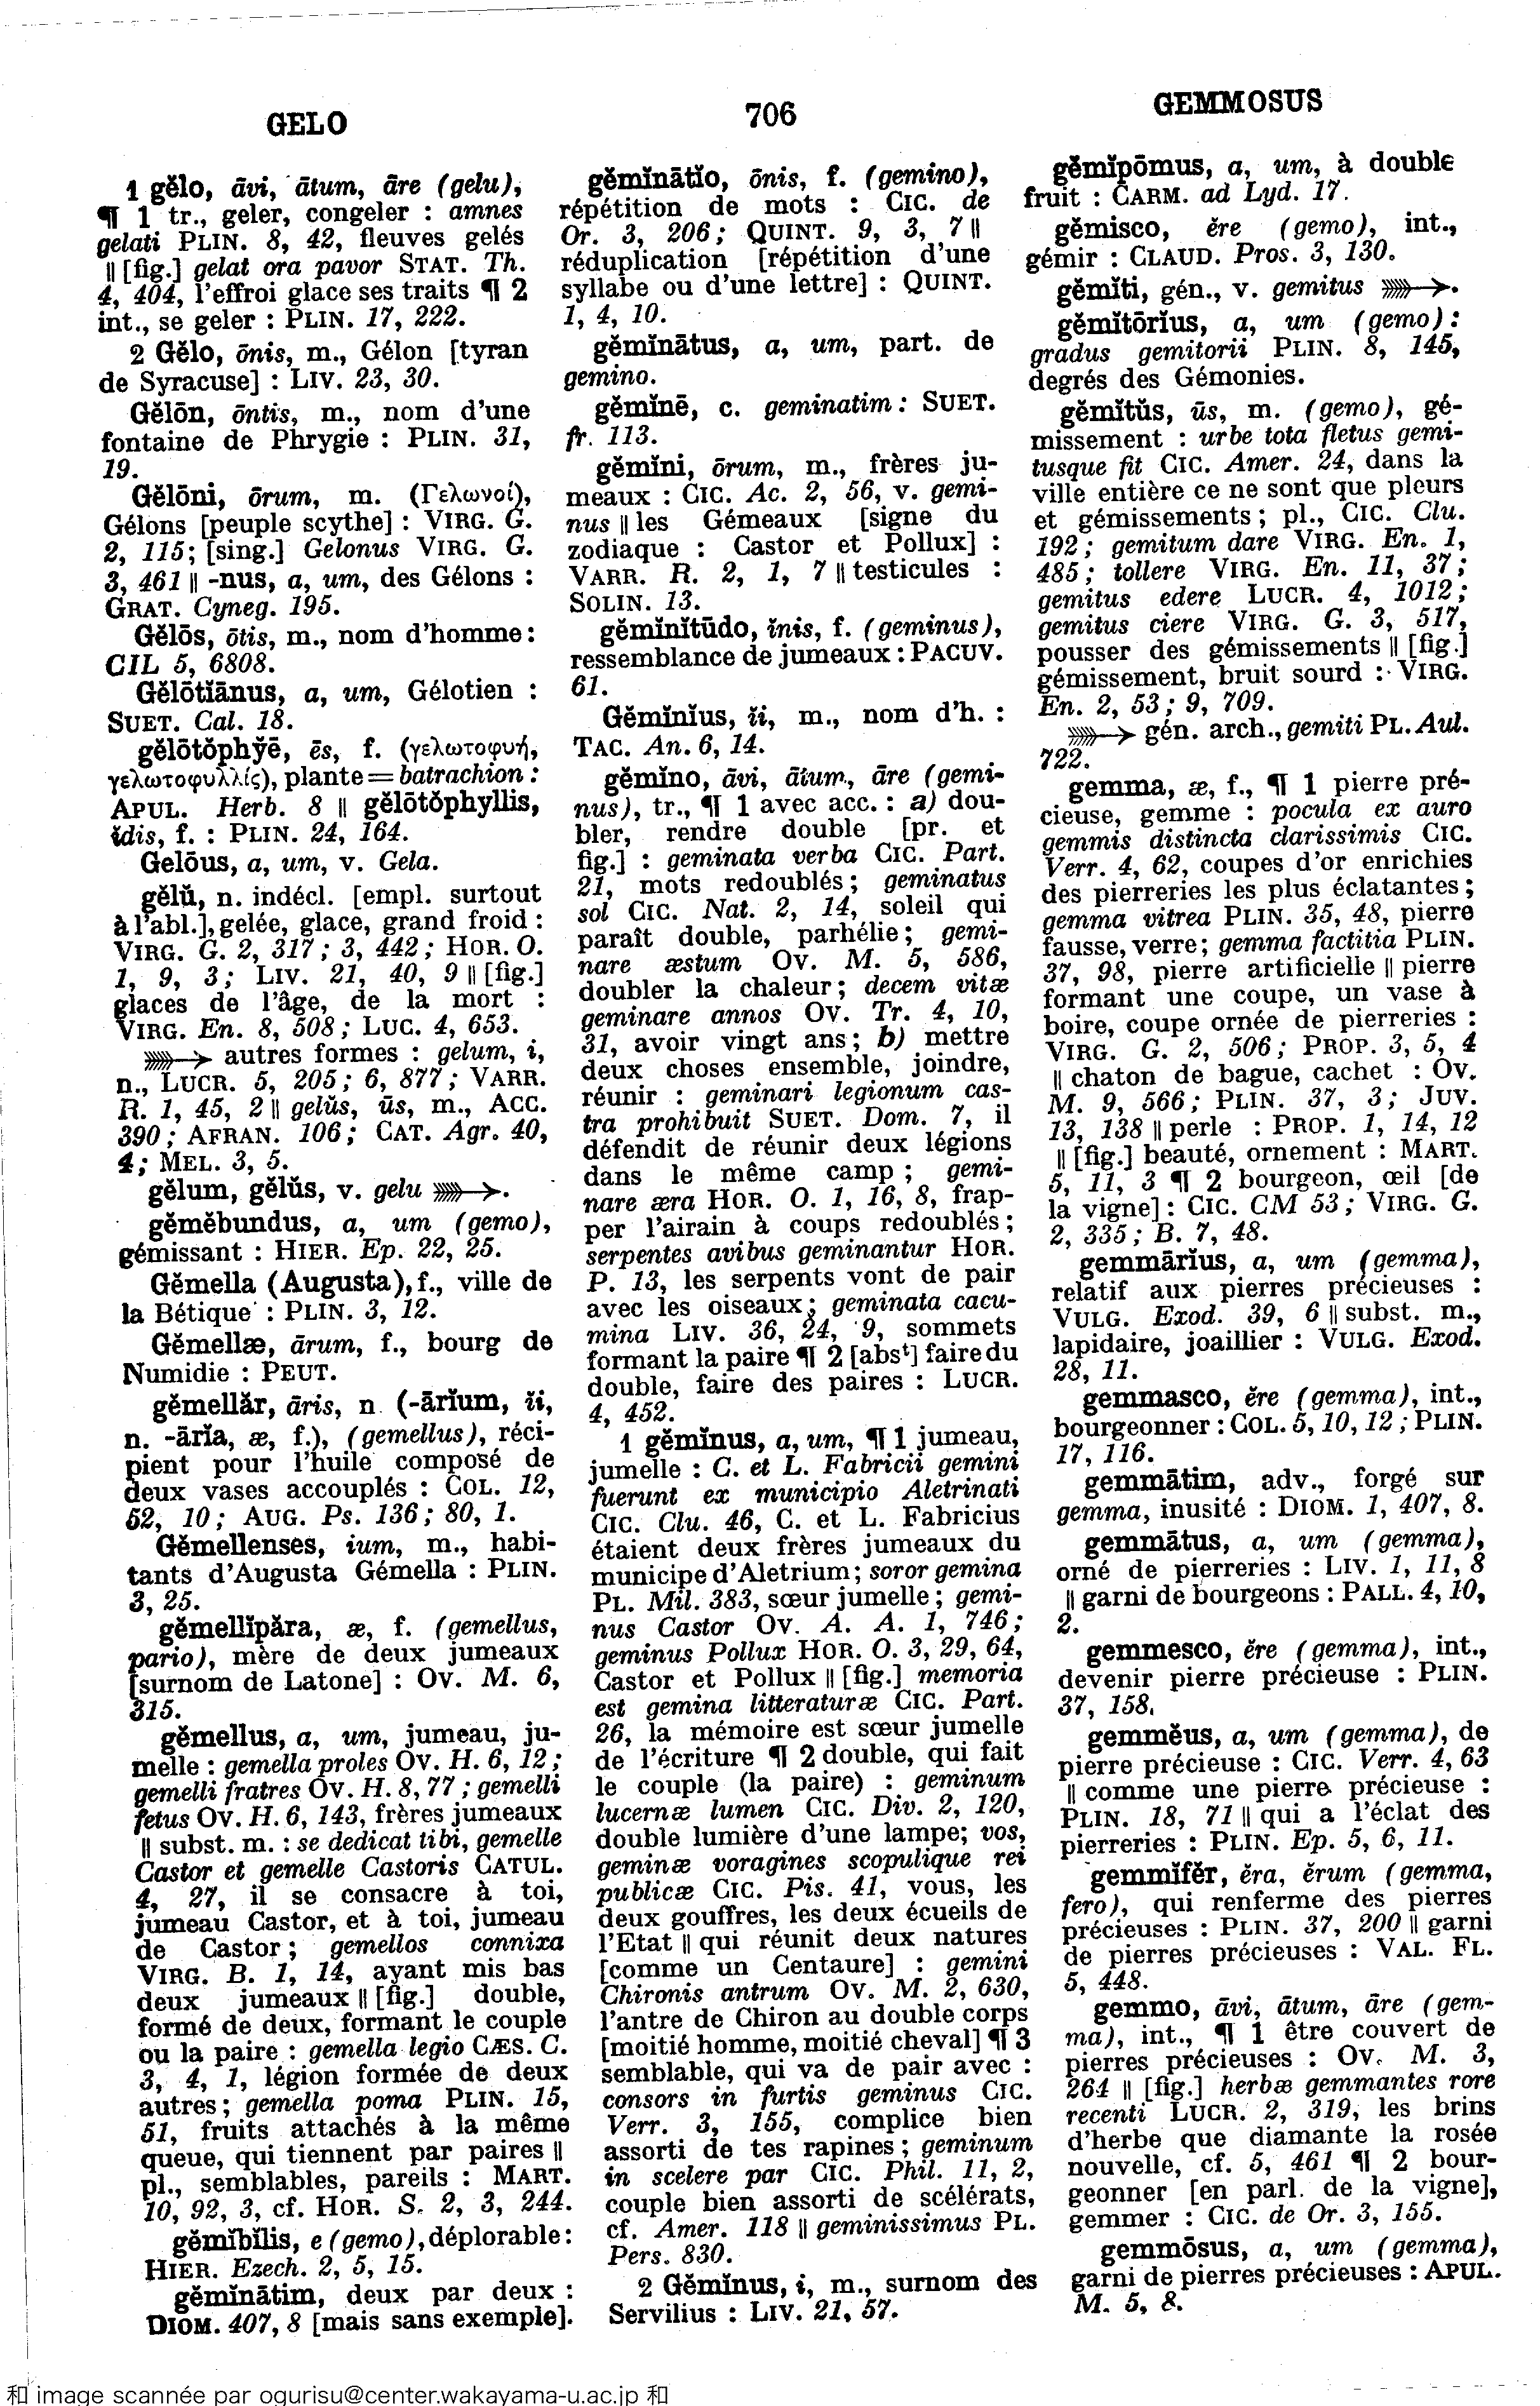 GELO
706
GEMMOSUS
1 gĕlo, āvi, ātum, āre (gelu),
¶ 1 tr., geler, congeler : amnes
gelati PLIN. 8, 42, fleuves gelés
|| [fig.] gelat ora pavor STAT. Th.
4, 404, l'effroi glace ses traits ¶ 2
int., se geler : PLIN. 17, 222.
2 Gĕlo, ōnis, m., Gélon [tyran
de Syracuse] : LIV. 23, 30.
Gĕlōn, ōntis, m., nom d'une
fontaine de Phrygie : PLIN. 31,
19.
Gĕlōni, ōrum, m. (Γελωνοί),
Gélons [peuple scythe] : VIRG. G.
2, 115; [sing.] Gelonus VIRG. G.
3, 461 || -nus, a, um, des Gélons :
GRAT. Cyneg. 195.
Gĕlōs, ōtis, m., nom d'homme :
CIL 5, 6808.
Gĕlōtĭānus, a, um, Gélotien :
SUET. Cal. 18.
gĕlōtŏphy̆ē, ēs, f. (γελωτοφυή,
γελωτοφυλλίς), plante = batrachion :
APUL. Herb. 8 || gĕlōtŏphyllis,
ĭdis, f. : PLIN. 24, 164.
Gelōus, a, um, v. Gela.
gĕlŭ, n. indécl. [empl. surtout
à l'abl.], gelée, glace, grand froid :
VIRG. G. 2, 317 ; 3, 442 ; HOR. O.
1, 9, 3; LIV. 21, 40, 9 || [fig.]
glaces de l'âge, de la mort :
VIRG. En. 8, 508 ; LUC. 4, 653.
⟫⟶ autres formes : gelum, i,
n., LUCR. 5, 205 ; 6, 877 ; VARR.
R. 1, 45, 2 || gelŭs, ūs, m., ACC.
390 ; AFRAN. 106 ; CAT. Agr. 40,
4; MEL. 3, 5.
gĕlum, gĕlŭs, v. gelu ⟫⟶.
gĕmĕbundus, a, um (gemo),
gémissant : HIER. Ep. 22, 25.
Gĕmella (Augusta), f., ville de
la Bétique : PLIN. 3, 12.
Gĕmellæ, ārum, f., bourg de
Numidie : PEUT.
gĕmellăr, āris, n (-ārĭum, ĭi,
n. -ārĭa, æ, f.), (gemellus), réci-
pient pour l'huile composé de
deux vases accouplés : COL. 12,
52, 10 ; AUG. Ps. 136 ; 80, 1.
Gĕmellenses, ium, m., habi-
tants d'Augusta Gémella : PLIN.
3, 25.
gĕmellĭpăra, æ, f. (gemellus,
pario), mère de deux jumeaux
[surnom de Latone] : OV. M. 6,
315.
gĕmellus, a, um, jumeau, ju-
melle : gemella proles OV. H. 6, 12 ;
gemelli fratres OV. H. 8, 77 ; gemelli
fetus OV. H. 6, 143, frères jumeaux
|| subst. m. : se dedicat tibi, gemelle
Castor et gemelle Castoris CATUL.
4, 27, il se consacre à toi,
jumeau Castor, et à toi, jumeau
de Castor ; gemellos connixa
VIRG. B. 1, 14, ayant mis bas
deux jumeaux || [fig.] double,
formé de deux, formant le couple
ou la paire : gemella legio CÆS. C.
3, 4, 1, légion formée de deux
autres ; gemella poma PLIN. 15,
51, fruits attachés à la même
queue, qui tiennent par paires ||
pl., semblables, pareils : MART.
10, 92, 3, cf. HOR. S. 2, 3, 244.
gĕmĭbĭlis, e (gemo), déplorable :
HIER. Ezech. 2, 5, 15.
gĕmĭnātim, deux par deux :
DIOM. 407, 8 [mais sans exemple].
gĕmĭnātĭo, ōnis, f. (gemino),
répétition de mots : CIC. de
Or. 3, 206 ; QUINT. 9, 3, 7 ||
réduplication [répétition d'une
syllabe ou d'une lettre] : QUINT.
1, 4, 10.
gĕmĭnātus, a, um, part. de
gemino.
gĕmĭnē, c. geminatim : SUET.
fr. 113.
gĕmĭni, ōrum, m., frères ju-
meaux : CIC. Ac. 2, 56, v. gemi-
nus || les Gémeaux [signe du
zodiaque : Castor et Pollux] :
VARR. R. 2, 1, 7 || testicules :
SOLIN. 13.
gĕmĭnĭtūdo, ĭnis, f. (geminus),
ressemblance de jumeaux : PACUV.
61.
Gĕmĭnĭus, ĭi, m., nom d'h. :
TAC. An. 6, 14.
gĕmĭno, āvi, ātum, āre (gemi-
nus), tr., ¶ 1 avec acc. : a) dou-
bler, rendre double [pr. et
fig.] : geminata verba CIC. Part.
21, mots redoublés ; geminatus
sol CIC. Nat. 2, 14, soleil qui
paraît double, parhélie ; gemi-
nare æstum OV. M. 5, 586,
doubler la chaleur ; decem vitæ
geminare annos OV. Tr. 4, 10,
31, avoir vingt ans ; b) mettre
deux choses ensemble, joindre,
réunir : geminari legionum cas-
tra prohibuit SUET. Dom. 7, il
défendit de réunir deux légions
dans le même camp ; gemi-
nare æra HOR. O. 1, 16, 8, frap-
per l'airain à coups redoublés ;
serpentes avibus geminantur HOR.
P. 13, les serpents vont de pair
avec les oiseaux ; geminata cacu-
mina LIV. 36, 24, 9, sommets
formant la paire ¶ 2 [absᵗ] faire du
double, faire des paires : LUCR.
4, 452.
1 gĕmĭnus, a, um, ¶ 1 jumeau,
jumelle : C. et L. Fabricii gemini
fuerunt ex municipio Aletrinati
CIC. Clu. 46, C. et L. Fabricius
étaient deux frères jumeaux du
municipe d'Aletrium ; soror gemina
PL. Mil. 383, sœur jumelle ; gemi-
nus Castor OV. A. A. 1, 746 ;
geminus Pollux HOR. O. 3, 29, 64,
Castor et Pollux || [fig.] memoria
est gemina litteraturæ CIC. Part.
26, la mémoire est sœur jumelle
de l'écriture ¶ 2 double, qui fait
le couple (la paire) : geminum
lucernæ lumen CIC. Div. 2, 120,
double lumière d'une lampe; vos,
geminæ voragines scopulique rei
publicæ CIC. Pis. 41, vous, les
deux gouffres, les deux écueils de
l'Etat || qui réunit deux natures
[comme un Centaure] : gemini
Chironis antrum OV. M. 2, 630,
l'antre de Chiron au double corps
[moitié homme, moitié cheval] ¶ 3
semblable, qui va de pair avec :
consors in furtis geminus CIC.
Verr. 3, 155, complice bien
assorti de tes rapines ; geminum
in scelere par CIC. Phil. 11, 2,
couple bien assorti de scélérats,
cf. Amer. 118 || geminissimus PL.
Pers. 830.
2 Gĕmĭnus, i, m., surnom des
Servilius : LIV. 21, 57.
gĕmĭpōmus, a, um, à double
fruit : CARM. ad Lyd. 17.
gĕmisco, ĕre (gemo), int.,
gémir : CLAUD. Pros. 3, 130.
gĕmĭti, gén., v. gemitus ⟫⟶.
gĕmĭtōrĭus, a, um (gemo) :
gradus gemitorii PLIN. 8, 145,
degrés des Gémonies.
gĕmĭtŭs, ūs, m. (gemo), gé-
missement : urbe tota fletus gemi-
tusque fit CIC. Amer. 24, dans la
ville entière ce ne sont que pleurs
et gémissements ; pl., CIC. Clu.
192 ; gemitum dare VIRG. En. 1,
485 ; tollere VIRG. En. 11, 37 ;
gemitus edere LUCR. 4, 1012 ;
gemitus ciere VIRG. G. 3, 517,
pousser des gémissements || [fig.]
gémissement, bruit sourd : VIRG.
En. 2, 53 ; 9, 709.
⟫⟶ gén. arch., gemiti PL. Aul.
722.
gemma, æ, f., ¶ 1 pierre pré-
cieuse, gemme : pocula ex auro
gemmis distincta clarissimis CIC.
Verr. 4, 62, coupes d'or enrichies
des pierreries les plus éclatantes ;
gemma vitrea PLIN. 35, 48, pierre
fausse, verre ; gemma factitia PLIN.
37, 98, pierre artificielle || pierre
formant une coupe, un vase à
boire, coupe ornée de pierreries :
VIRG. G. 2, 506 ; PROP. 3, 5, 4
|| chaton de bague, cachet : OV.
M. 9, 566 ; PLIN. 37, 3 ; JUV.
13, 138 || perle : PROP. 1, 14, 12
|| [fig.] beauté, ornement : MART.
5, 11, 3 ¶ 2 bourgeon, œil [de
la vigne] : CIC. CM 53 ; VIRG. G.
2, 335 ; B. 7, 48.
gemmārĭus, a, um (gemma),
relatif aux pierres précieuses :
VULG. Exod. 39, 6 || subst. m.,
lapidaire, joaillier : VULG. Exod.
28, 11.
gemmasco, ĕre (gemma), int.,
bourgeonner : COL. 5, 10, 12 ; PLIN.
17, 116.
gemmātim, adv., forgé sur
gemma, inusité : DIOM. 1, 407, 8.
gemmātus, a, um (gemma),
orné de pierreries : LIV. 1, 11, 8
|| garni de bourgeons : PALL. 4, 10,
2.
gemmesco, ĕre (gemma), int.,
devenir pierre précieuse : PLIN.
37, 158.
gemmĕus, a, um (gemma), de
pierre précieuse : CIC. Verr. 4, 63
|| comme une pierre précieuse :
PLIN. 18, 71 || qui a l'éclat des
pierreries : PLIN. Ep. 5, 6, 11.
gemmĭfĕr, ĕra, ĕrum (gemma,
fero), qui renferme des pierres
précieuses : PLIN. 37, 200 || garni
de pierres précieuses : VAL. FL.
5, 448.
gemmo, āvi, ātum, āre (gem-
ma), int., ¶ 1 être couvert de
pierres précieuses : OV. M. 3,
264 || [fig.] herbæ gemmantes rore
recenti LUCR. 2, 319, les brins
d'herbe que diamante la rosée
nouvelle, cf. 5, 461 ¶ 2 bour-
geonner [en parl. de la vigne],
gemmer : CIC. de Or. 3, 155.
gemmōsus, a, um (gemma),
garni de pierres précieuses : APUL.
M. 5, 8.
和 image scannée par ogurisu@center.wakayama-u.ac.jp 和